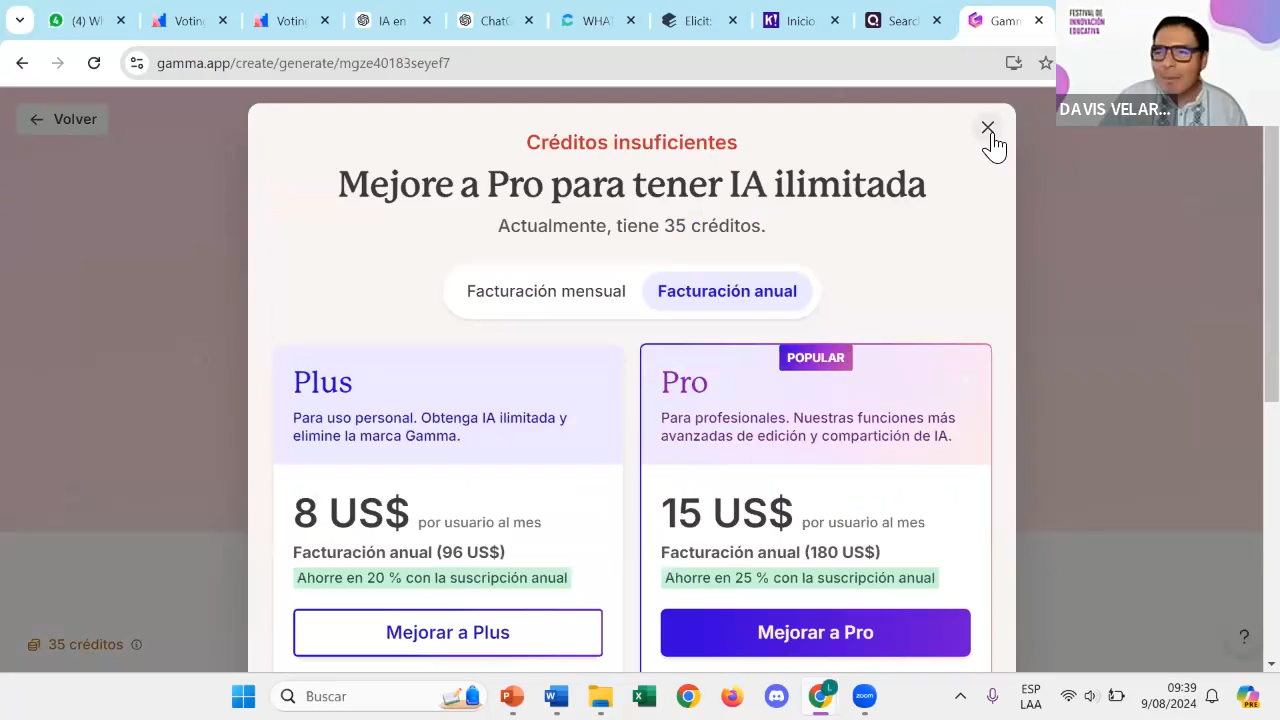 (4) W
Voting
Voting
IA en
Chat
WHA
Elicit
Inicio
Searc
Gamm
gamma.app/create/generate/mgze40183seyef7
FESTIVAL DE
INNOVACIÓN
EDUCATIVA
DAVIS VELAR...
Volver
Créditos insuficientes
Mejore a Pro para tener IA ilimitada
Actualmente, tiene 35 créditos.
Facturación mensual
Facturación anual
Plus
Para uso personal. Obtenga IA ilimitada y
elimine la marca Gamma.
8 US$ por usuario al mes
Facturación anual (96 US$)
Ahorre en 20 % con la suscripción anual
Mejorar a Plus
POPULAR
Pro
Para profesionales. Nuestras funciones más
avanzadas de edición y compartición de IA.
15 US$ por usuario al mes
Facturación anual (180 US$)
Ahorre en 25 % con la suscripción anual
Mejorar a Pro
35 créditos
?
Buscar
zoom
L
ESP
LAA
09:39
9/08/2024
PRE